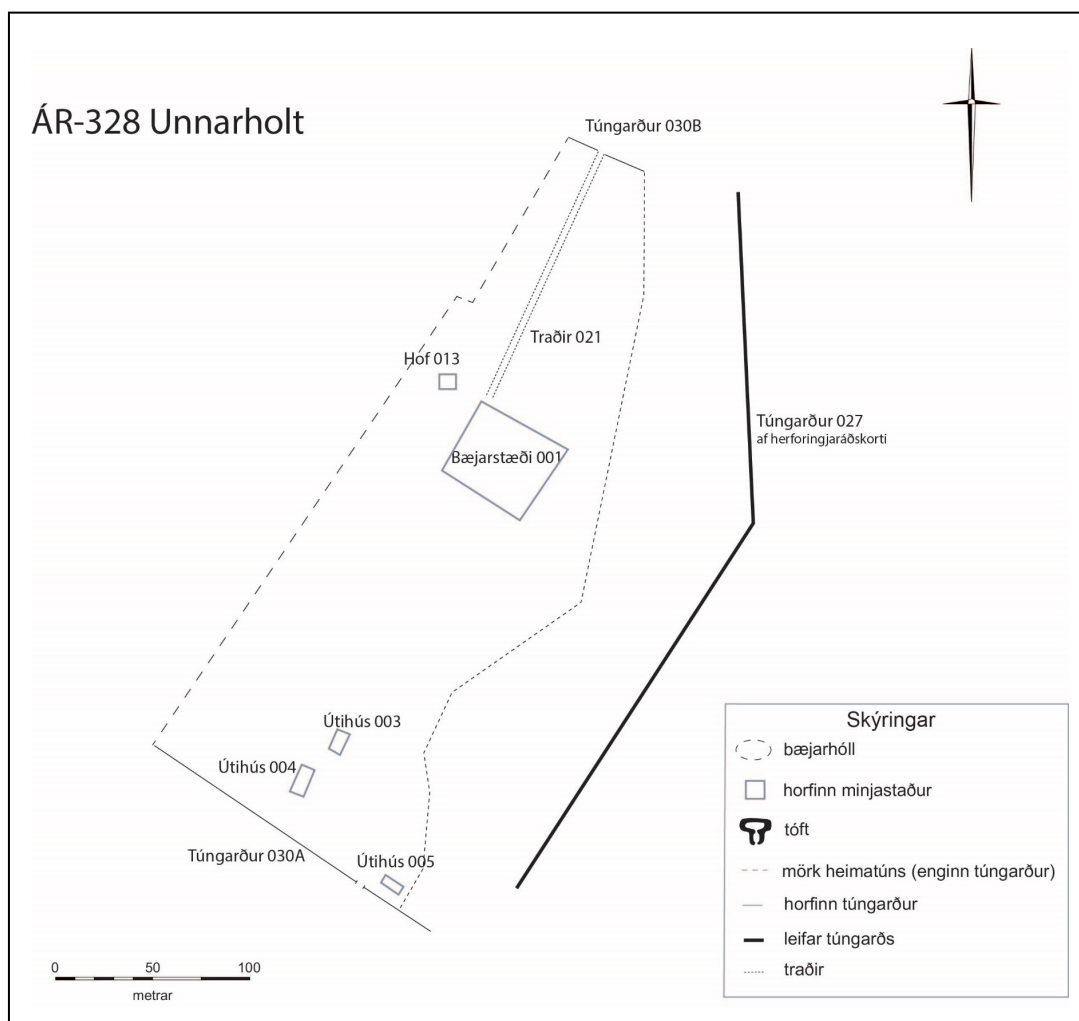 ÁR-328 Unnarholt
Túngarður 030B
Traðir 021
Hof 013
Túngarður 027
af herforingjaráðskorti
Bæjarstæði 001
Útihús 003
Útihús 004
Túngarður 030A
Útihús 005
0 50 100
metrar
Skýringar
bæjarhóll
horfinn minjastaður
tóft
mörk heimatúns (enginn túngarður)
horfinn túngarður
leifar túngarðs
traðir